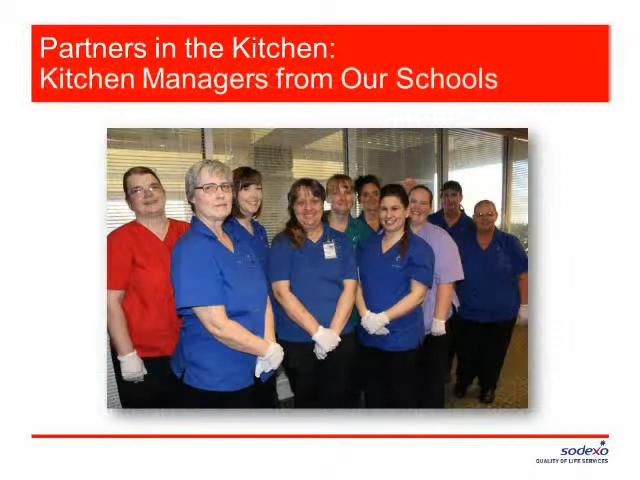 Partners in the Kitchen:
Kitchen Managers from Our Schools
sodexo
QUALITY OF LIFE SERVICES